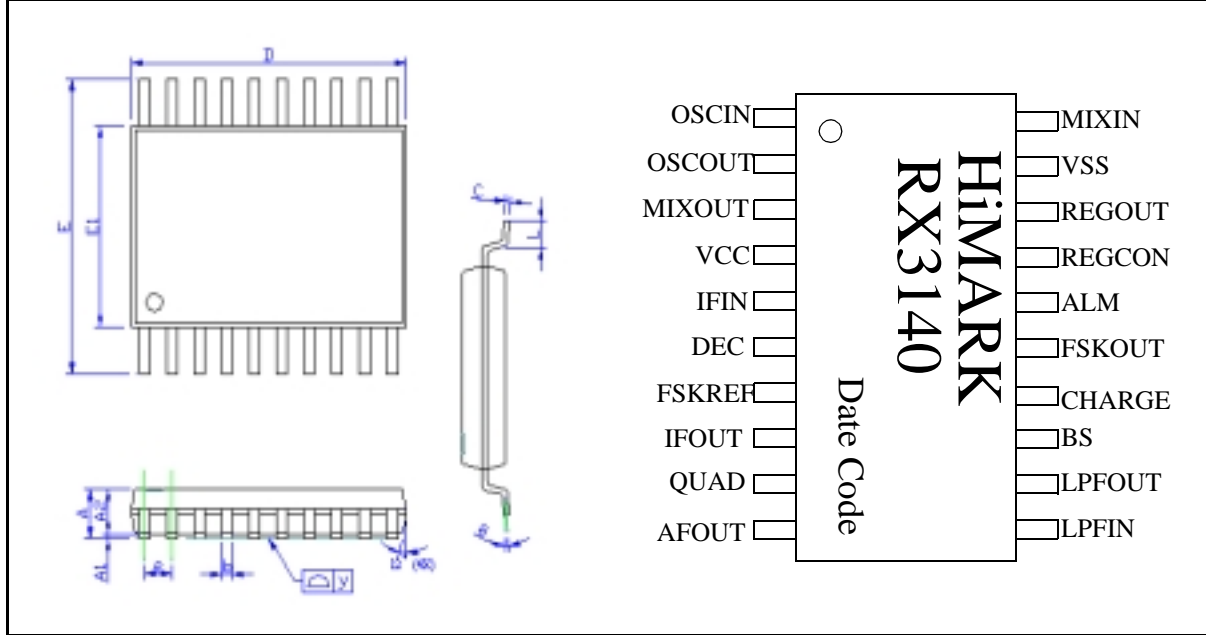 D
E
E1
C
L
A
A2
A1
y
OSCIN
OSCOUT
MIXOUT
VCC
IFIN
DEC
FSKREF
IFOUT
QUAD
AFOUT
HiMARK
RX3140
Date Code
MIXIN
VSS
REGOUT
REGCON
ALM
FSKOUT
CHARGE
BS
LPFOUT
LPFIN